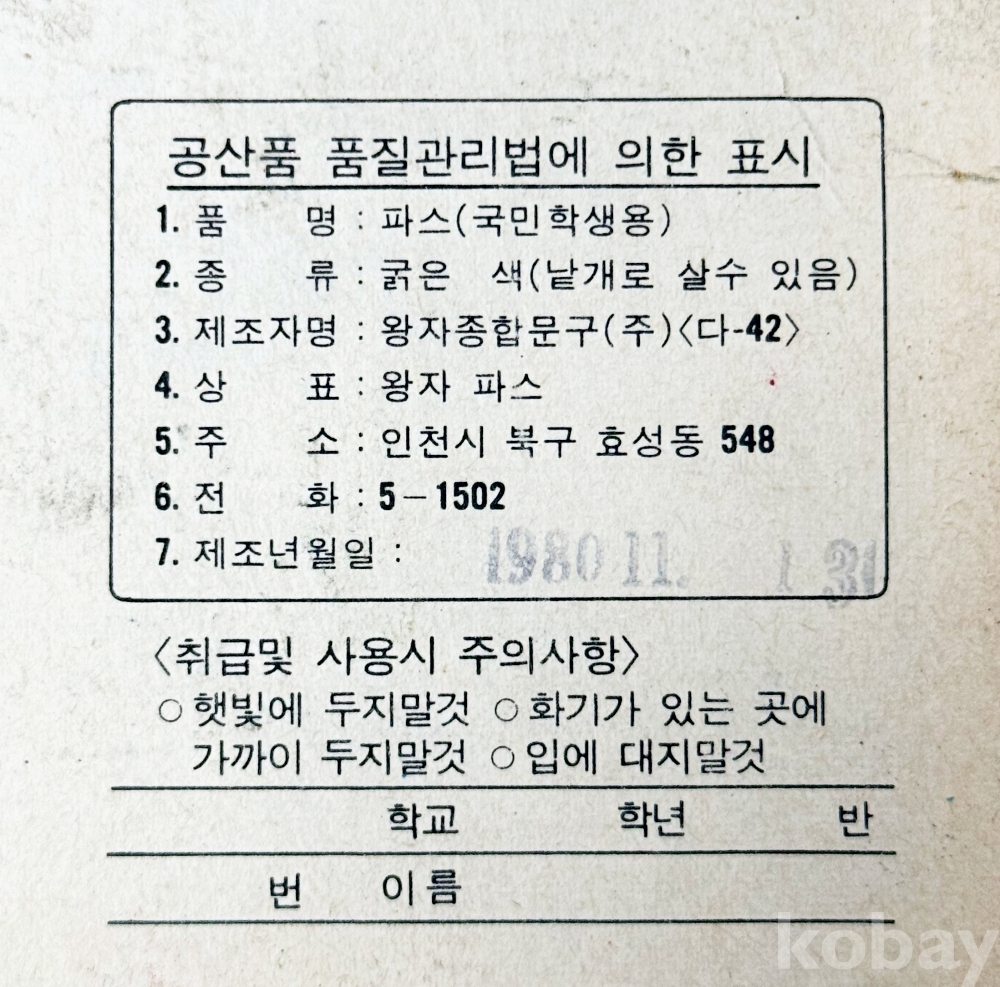 공산품 품질관리법에 의한 표시
1. 품 명 : 파스(국민학생용)
2. 종 류 : 굵은 색(낱개로 살수 있음)
3. 제조자명 : 왕자종합문구(주)〈다-42〉
4. 상 표 : 왕자 파스
5. 주 소 : 인천시 북구 효성동 548
6. 전 화 : 5-1502
7. 제조년월일 : 1980 11.
〈취급및 사용시 주의사항〉
○햇빛에 두지말것 ○화기가 있는 곳에
가까이 두지말것 ○입에 대지말것
학교 학년 반
번 이름
kobay